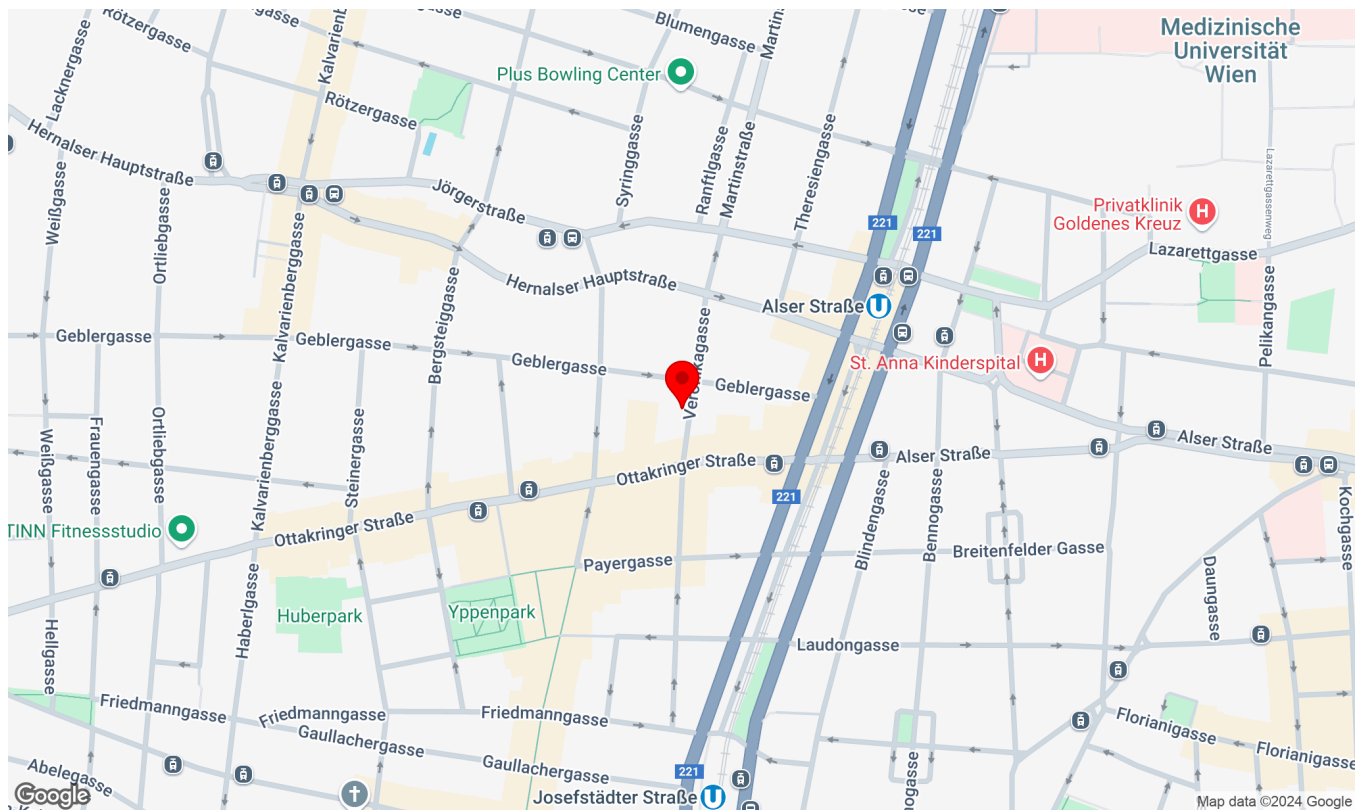 Rötzergasse
Blumengasse
Martins
Medizinische
Universität
Wien
Lacknergasse
Kalvarienb
Plus Bowling Center
Rötzergasse
Hernalser Hauptstraße
Syringgasse
Ranftlgasse
Martinstraße
Theresiengasse
Lazarettgassenweg
Jörgerstraße
221
221
Privatklinik
Goldenes Kreuz
H
Lazarettgasse
Weißgasse
Ortliebgasse
Kalvarienberggasse
Bergsteiggasse
Hernalser Hauptstraße
Alser Straße
U
Pelikangasse
Geblergasse
Geblergasse
Geblergasse
Geblergasse
St. Anna Kinderspital
H
Weißgasse
Frauengasse
Ortliebgasse
Steinergasse
Kalvarienberggasse
Ottakringer Straße
Alser Straße
Alser Straße
221
Kochgasse
TINN Fitnessstudio
Ottakringer Straße
Blindengasse
Bennogasse
Payergasse
Breitenfelder Gasse
Daungasse
Huberpark
Yppenpark
Hellgasse
Haberlgasse
Laudongasse
Friedmanngasse
Friedmanngasse
Friedmanngasse
Florianigasse
Florianigasse
Gaullachergasse
Gaullachergasse
Abelegasse
221
Josefstädter Straße
U
Google
Map data ©2024 Google